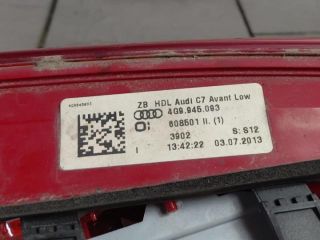 ZB HDL Audi C7 Avant Low
4G9.945.093
608501 II. (1)
3902 S: S12
I 13:42:22 03.07.2013